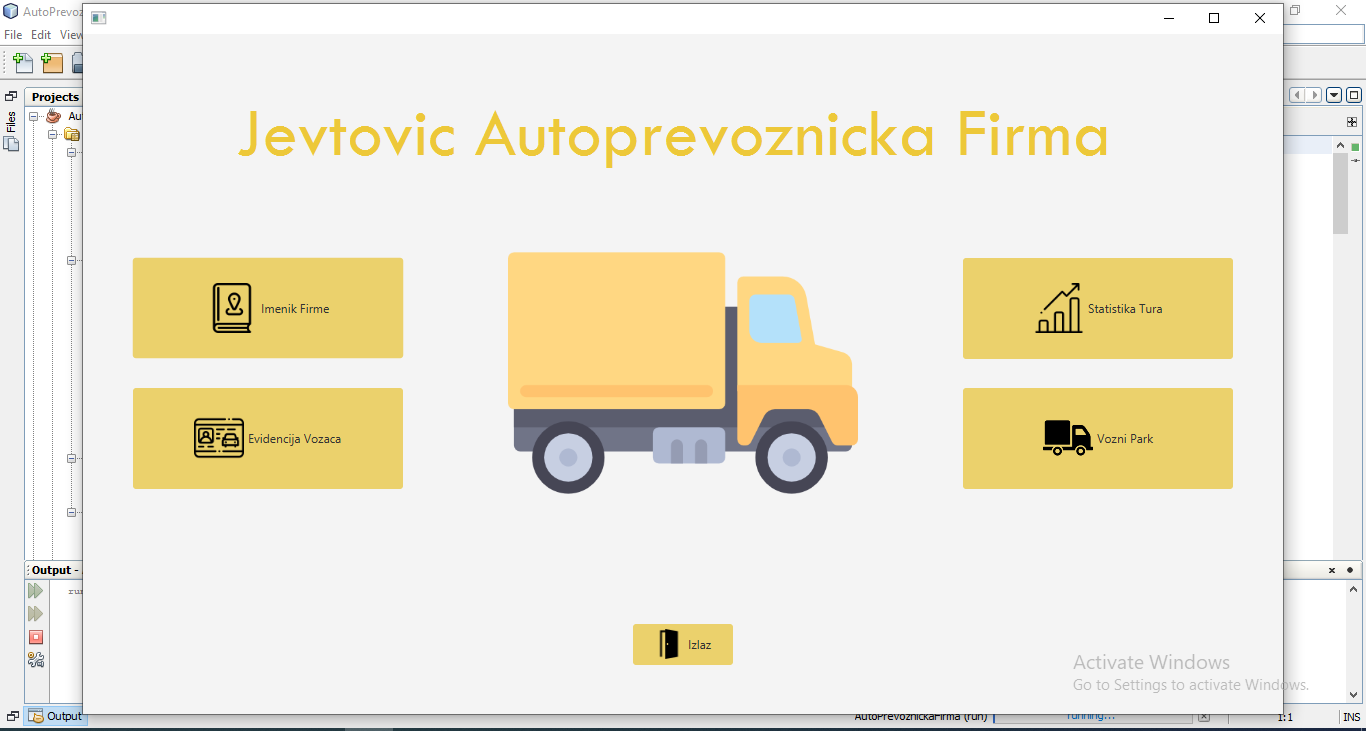 AutoPrevoz
File Edit View
Projects
Files
Au
Jevtovic Autoprevoznicka Firma
Imenik Firme
Statistika Tura
Evidencija Vozaca
Vozni Park
Izlaz
Output -
run
Activate Windows
Go to Settings to activate Windows.
Output
AutoPrevoznickaFirma (run)
running...
1:1
INS